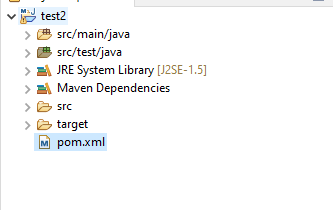 test2
src/main/java
src/test/java
JRE System Library [J2SE-1.5]
Maven Dependencies
src
target
pom.xml